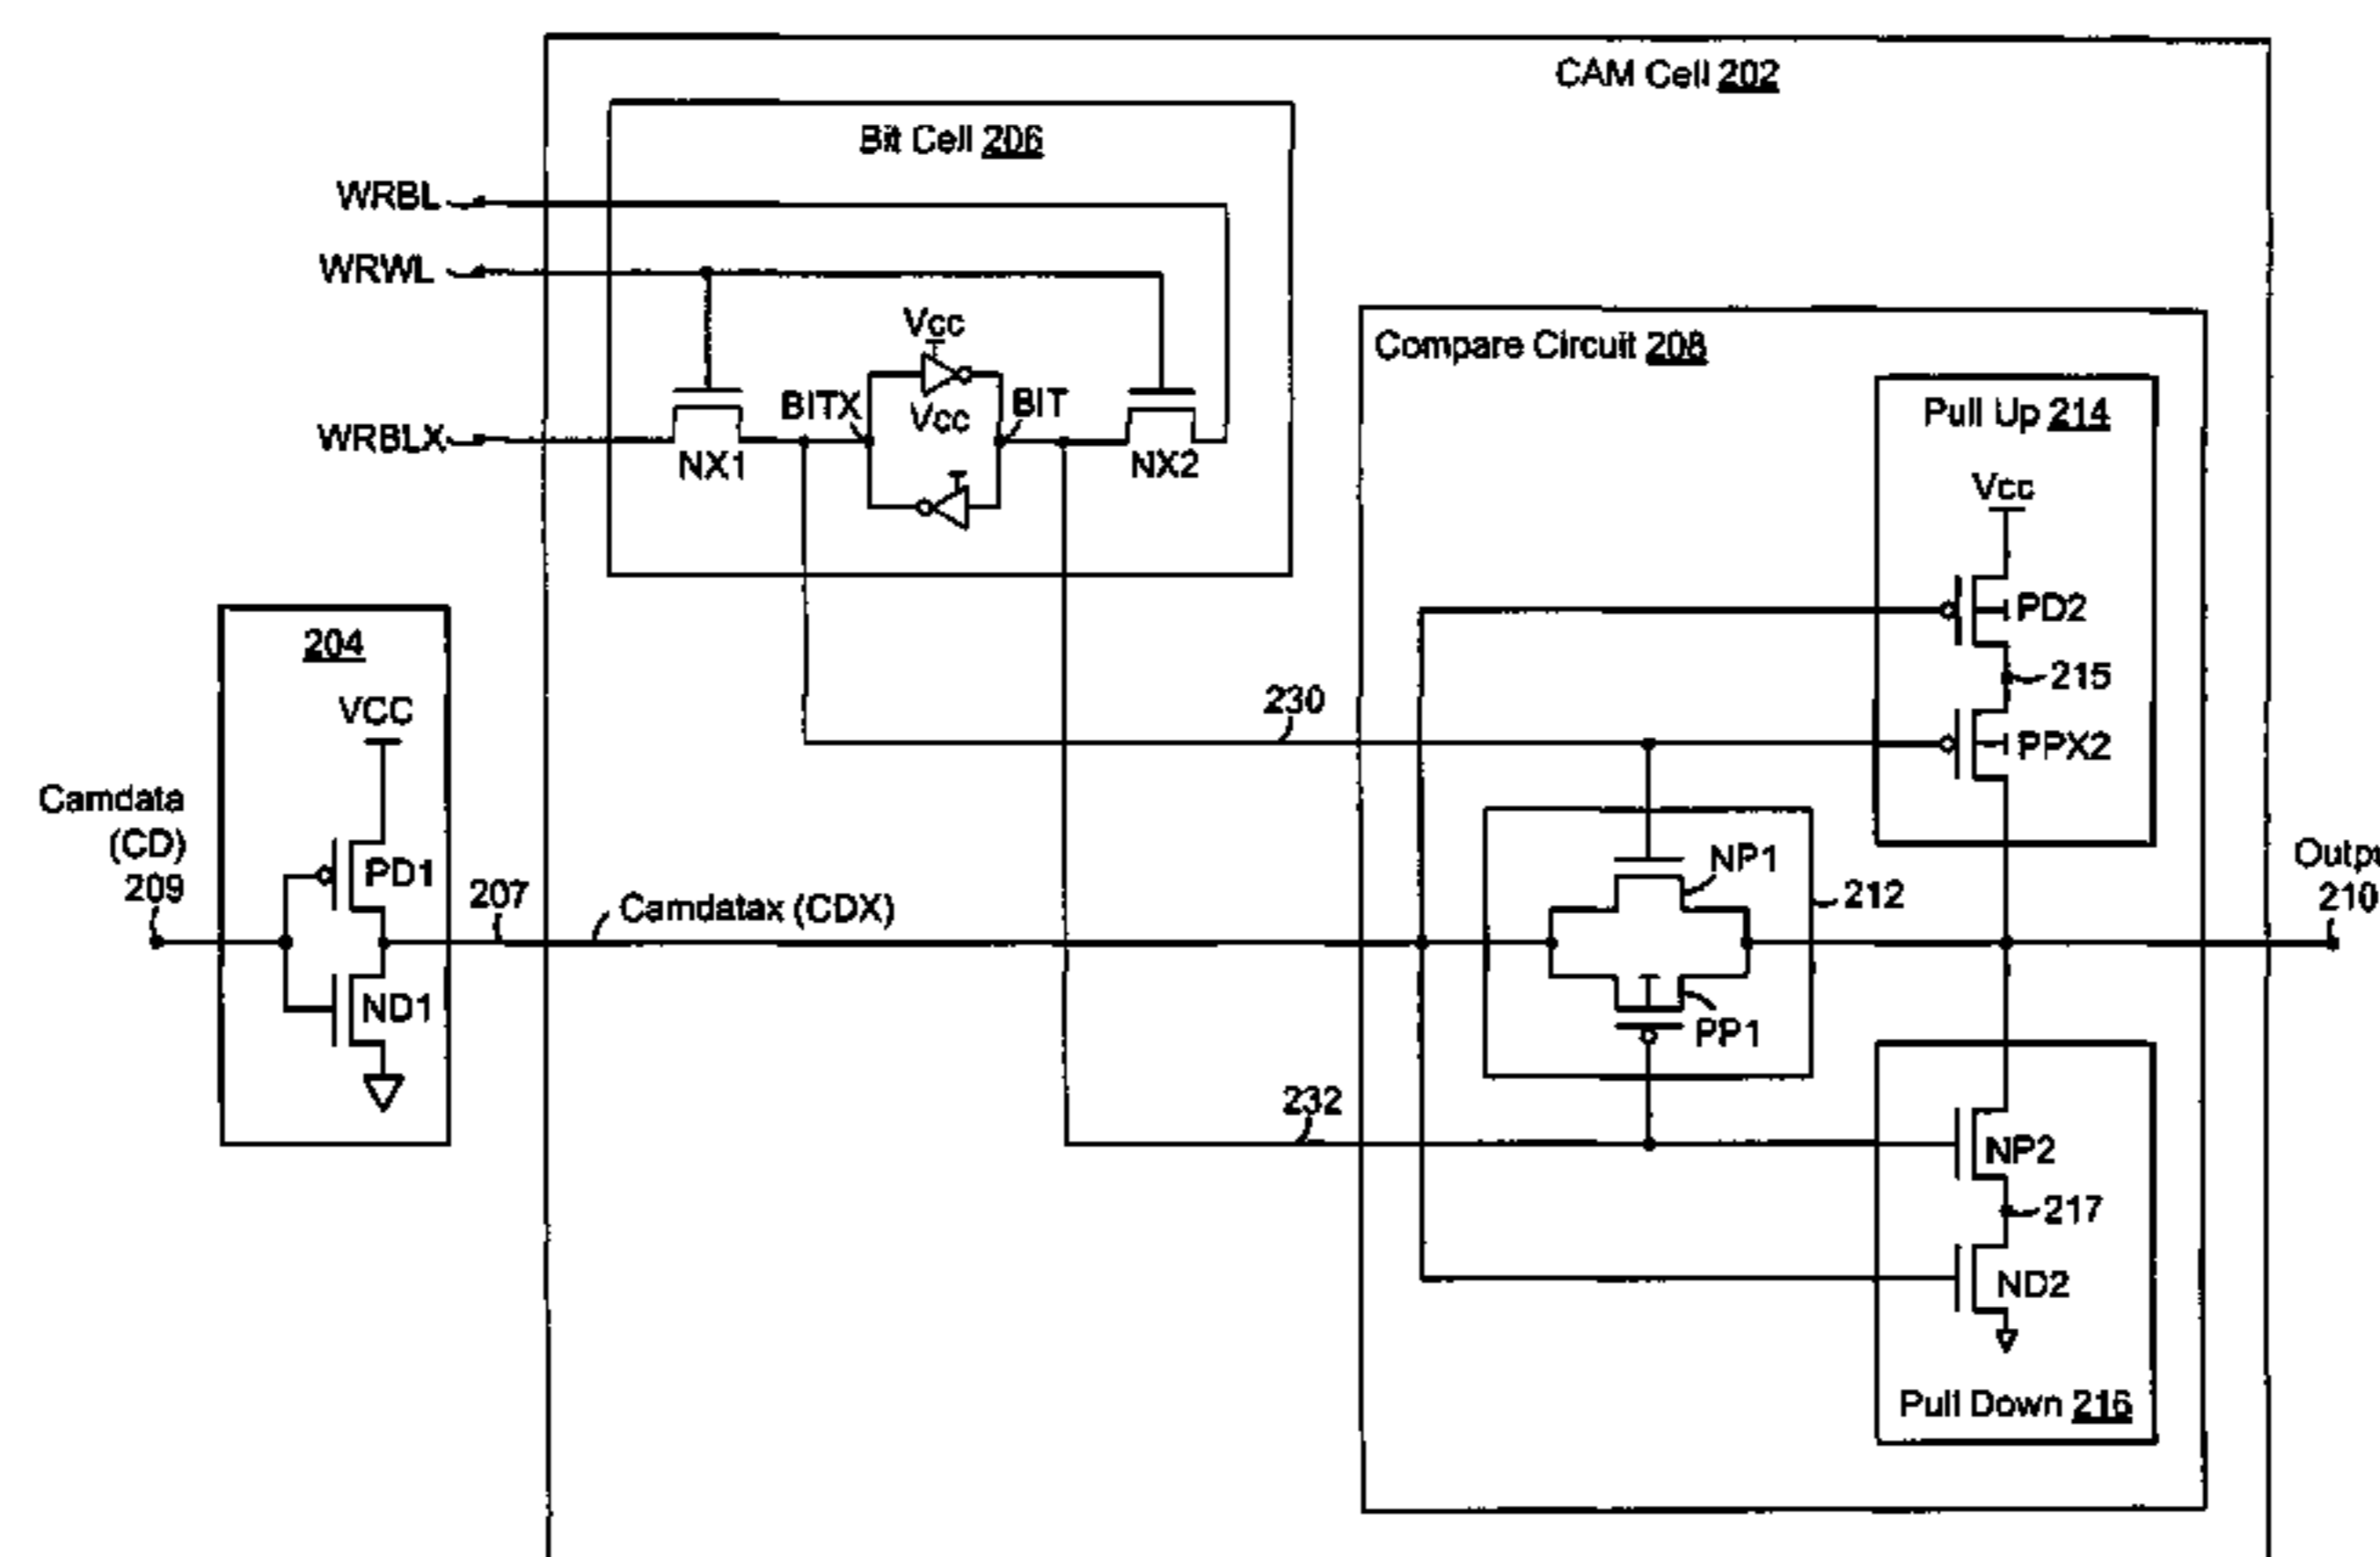 CAM Cell 202
Bit Cell 206
WRBL
WRWL
WRBLX
Vcc
Vcc
BITX
BIT
NX1
NX2
Compare Circuit 208
Pull Up 214
Vcc
PD2
215
PPX2
204
VCC
PD1
ND1
Camdata
(CD)
209
207
Camdatax (CDX)
230
232
NP1
212
PP1
Outpu
210
NP2
217
ND2
Pull Down 216